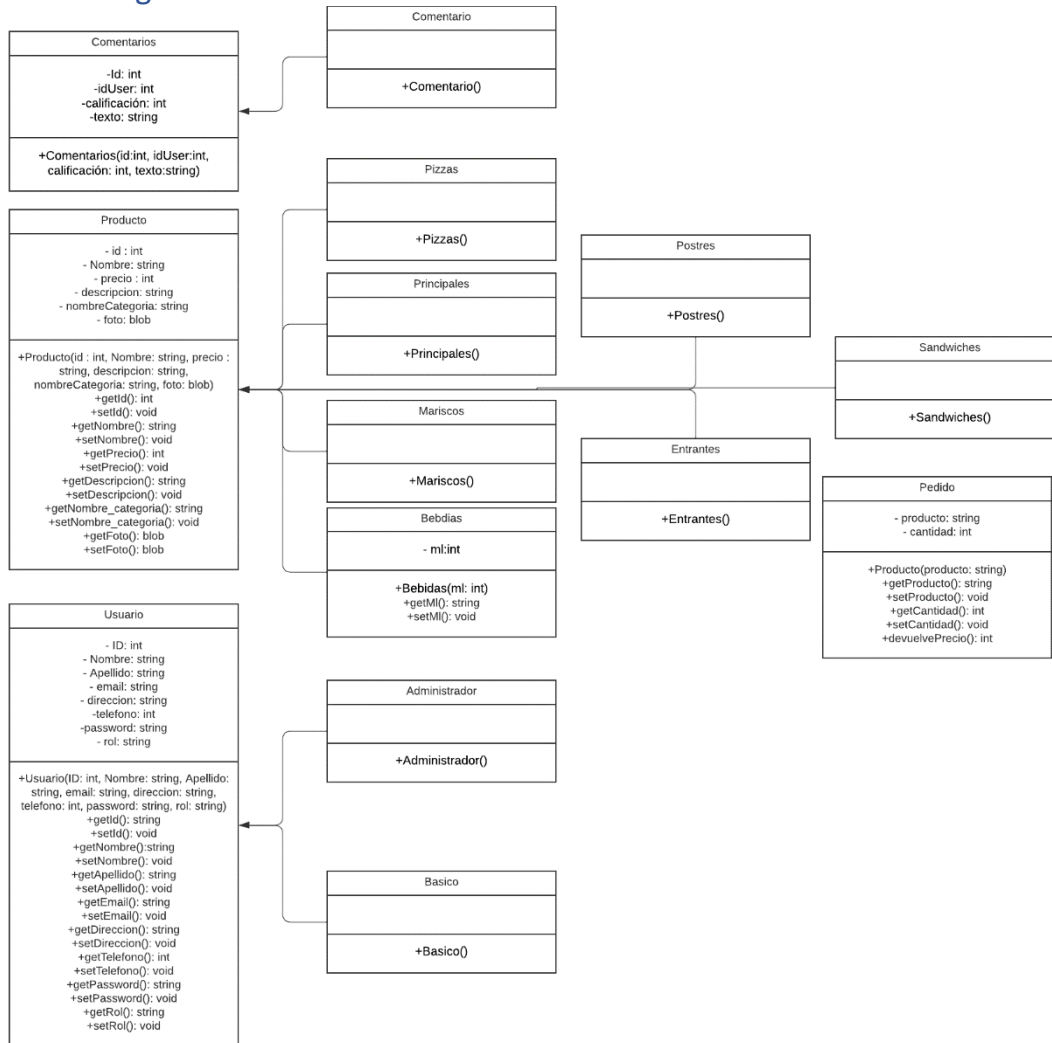 Comentarios
-Id: int
-idUser: int
-calificación: int
-texto: string
+Comentarios(id:int, idUser:int,
calificación: int, texto:string)
Comentario
+Comentario()
Producto
- id : int
- Nombre: string
- precio : int
- descripcion: string
- nombreCategoria: string
- foto: blob
+Producto(id : int, Nombre: string, precio :
string, descripcion: string,
nombreCategoria: string, foto: blob)
+getId(): int
+setId(): void
+getNombre(): string
+setNombre(): void
+getPrecio(): int
+setPrecio(): void
+getDescripcion(): string
+setDescripcion(): void
+getNombre_categoria(): string
+setNombre_categoria(): void
+getFoto(): blob
+setFoto(): blob
Pizzas
+Pizzas()
Principales
+Principales()
Mariscos
+Mariscos()
Bebdias
- ml:int
+Bebidas(ml: int)
+getMl(): string
+setMl(): void
Postres
+Postres()
Entrantes
+Entrantes()
Sandwiches
+Sandwiches()
Pedido
- producto: string
- cantidad: int
+Producto(producto: string)
+getProducto(): string
+setProducto(): void
+getCantidad(): int
+setCantidad(): void
+devuelvePrecio(): int
Usuario
- ID: int
- Nombre: string
- Apellido: string
- email: string
- direccion: string
-telefono: int
-password: string
- rol: string
+Usuario(ID: int, Nombre: string, Apellido:
string, email: string, direccion: string,
telefono: int, password: string, rol: string)
+getId(): string
+setId(): void
+getNombre():string
+setNombre(): void
+getApellido(): string
+setApellido(): void
+getEmail(): string
+setEmail(): void
+getDireccion(): string
+setDireccion(): void
+getTelefono(): int
+setTelefono(): void
+getPassword(): string
+setPassword(): void
+getRol(): string
+setRol(): void
Administrador
+Administrador()
Basico
+Basico()